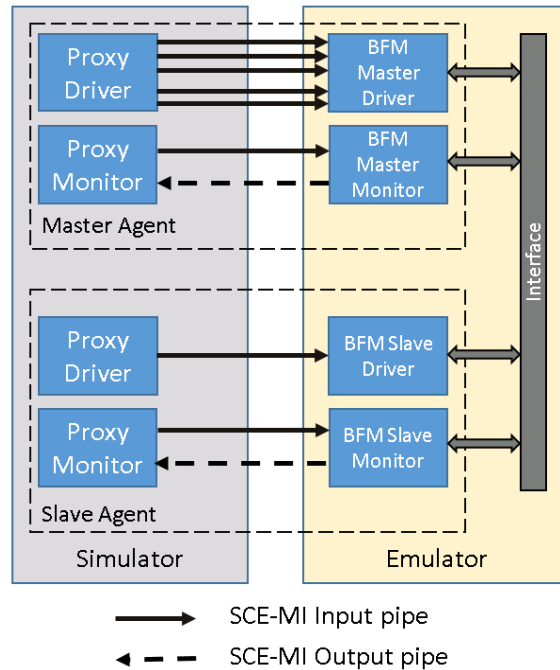 Proxy
Driver
BFM
Master
Driver
Proxy
Monitor
BFM
Master
Monitor
Master Agent
Interface
Proxy
Driver
BFM Slave
Driver
Proxy
Monitor
BFM Slave
Monitor
Slave Agent
Simulator
Emulator
SCE-MI Input pipe
SCE-MI Output pipe